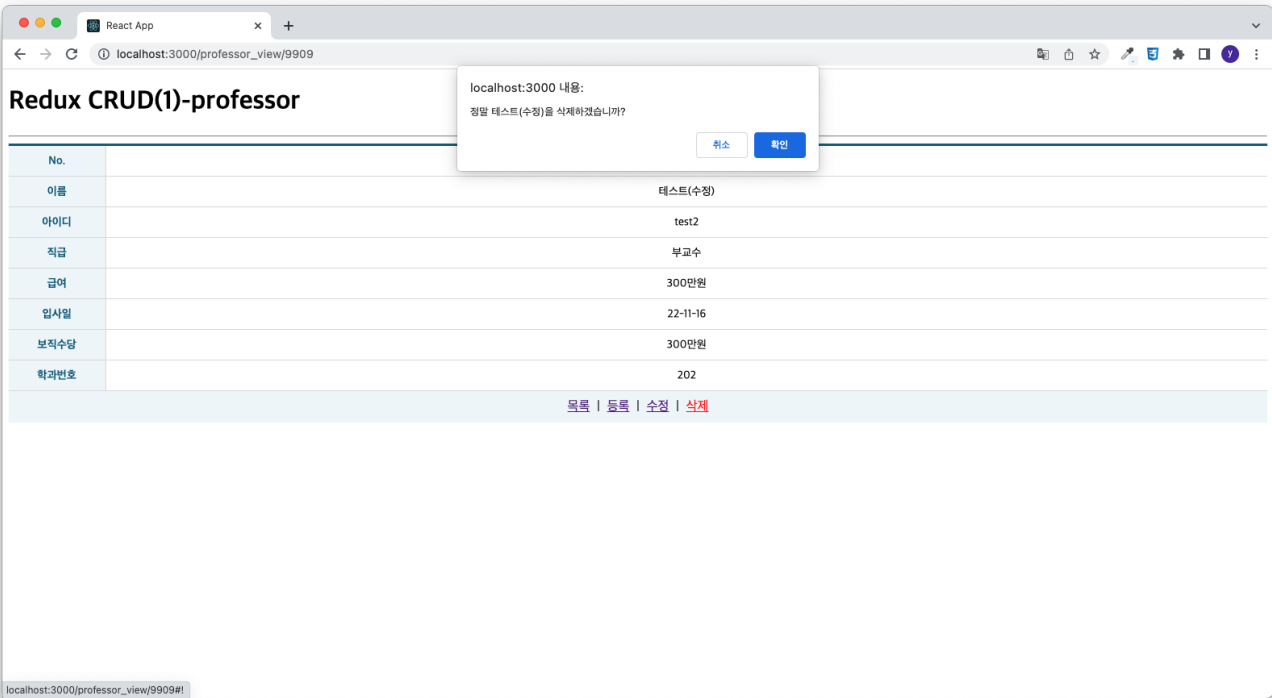 React App
localhost:3000/professor_view/9909
y
localhost:3000 내용:
정말 테스트(수정)을 삭제하겠습니까?
취소 확인
Redux CRUD(1)-professor
No.
이름 테스트(수정)
아이디 test2
직급 부교수
급여 300만원
입사일 22-11-16
보직수당 300만원
학과번호 202
목록 | 등록 | 수정 | 삭제
localhost:3000/professor_view/9909#!